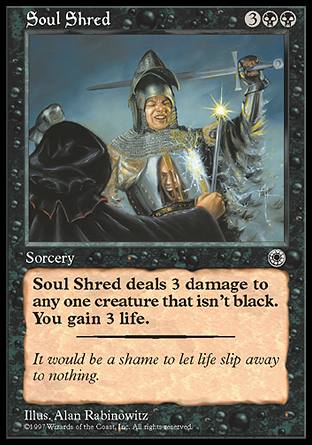 Soul Shred 3
Sorcery
Soul Shred deals 3 damage to
any one creature that isn't black.
You gain 3 life.
It would be a shame to let life slip away
to nothing.
Illus. Alan Rabinowitz
©1997 Wizards of the Coast, Inc. All rights reserved.